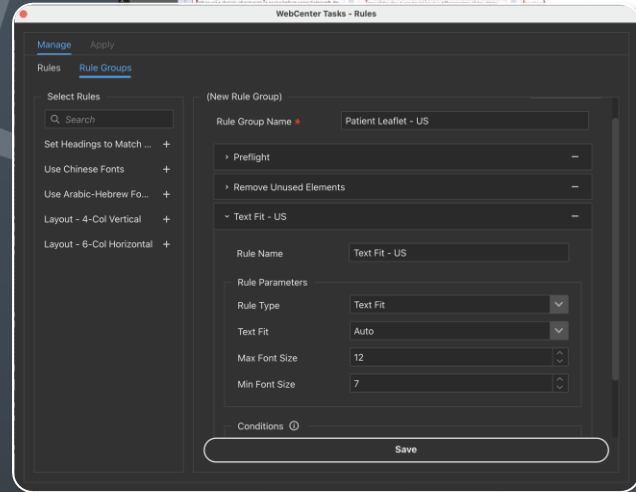 WebCenter Tasks - Rules
Manage Apply
Rules Rule Groups
Select Rules
Search
Set Headings to Match ... +
Use Chinese Fonts +
Use Arabic-Hebrew Fo... +
Layout - 4-Col Vertical +
Layout - 6-Col Horizontal +
(New Rule Group)
Rule Group Name * Patient Leaflet - US
Preflight
Remove Unused Elements
Text Fit - US
Rule Name Text Fit - US
Rule Parameters
Rule Type Text Fit
Text Fit Auto
Max Font Size 12
Min Font Size 7
Conditions
Save